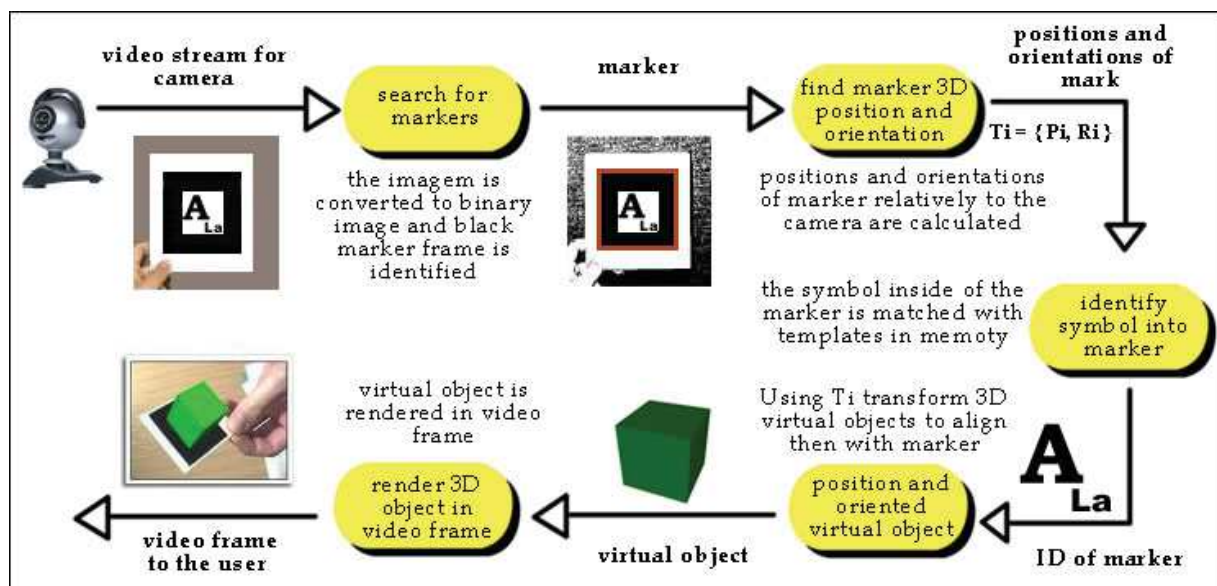 video stream for
camera
search for
markers
marker
find marker 3D
position and
orientation
positions and
orientations of
mark
Ti = {Pi, Ri}
A
La
the imagem is
converted to binary
image and black
marker frame is
identified
A
La
positions and orientations
of marker relatively to
the camera are calculated
the symbol inside of the
marker is matched with
templates in memoty
identify
symbol into
marker
virtual object is
rendered in video
frame
Using Ti transform 3D
virtual objects to align
then with marker
A
La
render 3D
object in
video frame
position and
oriented
virtual object
video frame
to the user
virtual object
ID of marker